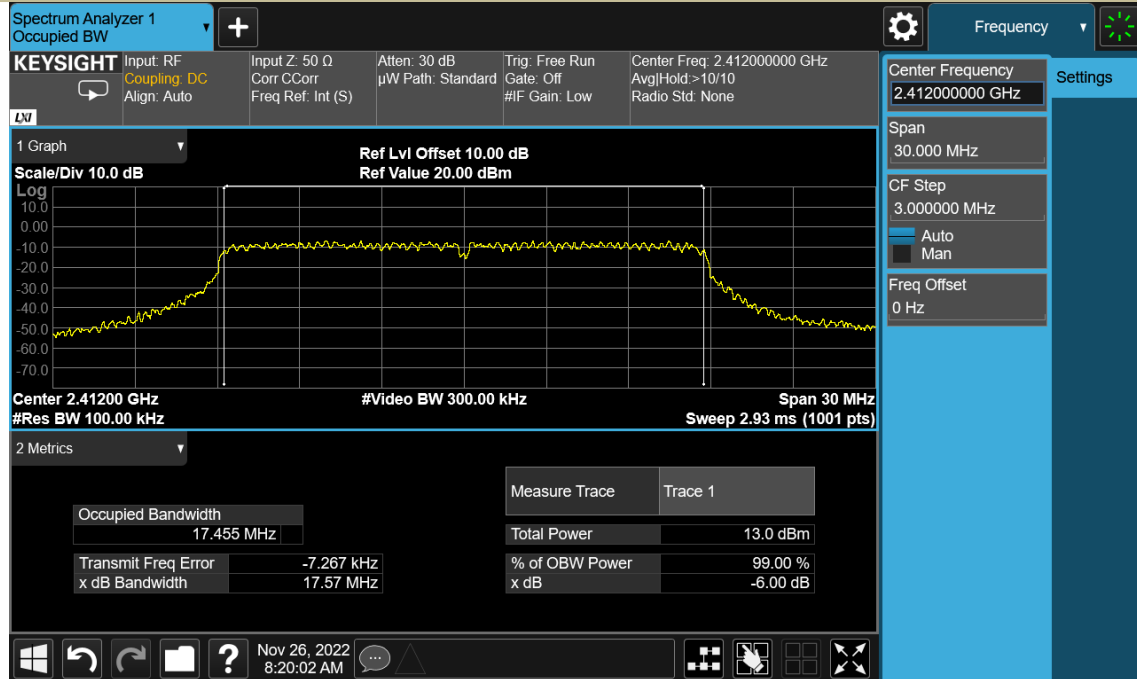 Spectrum Analyzer 1
Occupied BW
+
Frequency
KEYSIGHT
LXI
Input: RF
Coupling: DC
Align: Auto
Input Z: 50 Ω
Corr CCorr
Freq Ref: Int (S)
Atten: 30 dB
µW Path: Standard
Trig: Free Run
Gate: Off
#IF Gain: Low
Center Freq: 2.412000000 GHz
Avg|Hold:>10/10
Radio Std: None
Center Frequency
2.412000000 GHz
Settings
Span
30.000 MHz
CF Step
3.000000 MHz
Auto
Man
Freq Offset
0 Hz
1 Graph
Ref Lvl Offset 10.00 dB
Scale/Div 10.0 dB
Ref Value 20.00 dBm
Log
10.0
0.00
-10.0
-20.0
-30.0
-40.0
-50.0
-60.0
-70.0
Center 2.41200 GHz
#Video BW 300.00 kHz
Span 30 MHz
#Res BW 100.00 kHz
Sweep 2.93 ms (1001 pts)
2 Metrics
Measure Trace
Trace 1
Occupied Bandwidth
17.455 MHz
Total Power
13.0 dBm
Transmit Freq Error
-7.267 kHz
% of OBW Power
99.00 %
x dB Bandwidth
17.57 MHz
x dB
-6.00 dB
?
Nov 26, 2022
8:20:02 AM